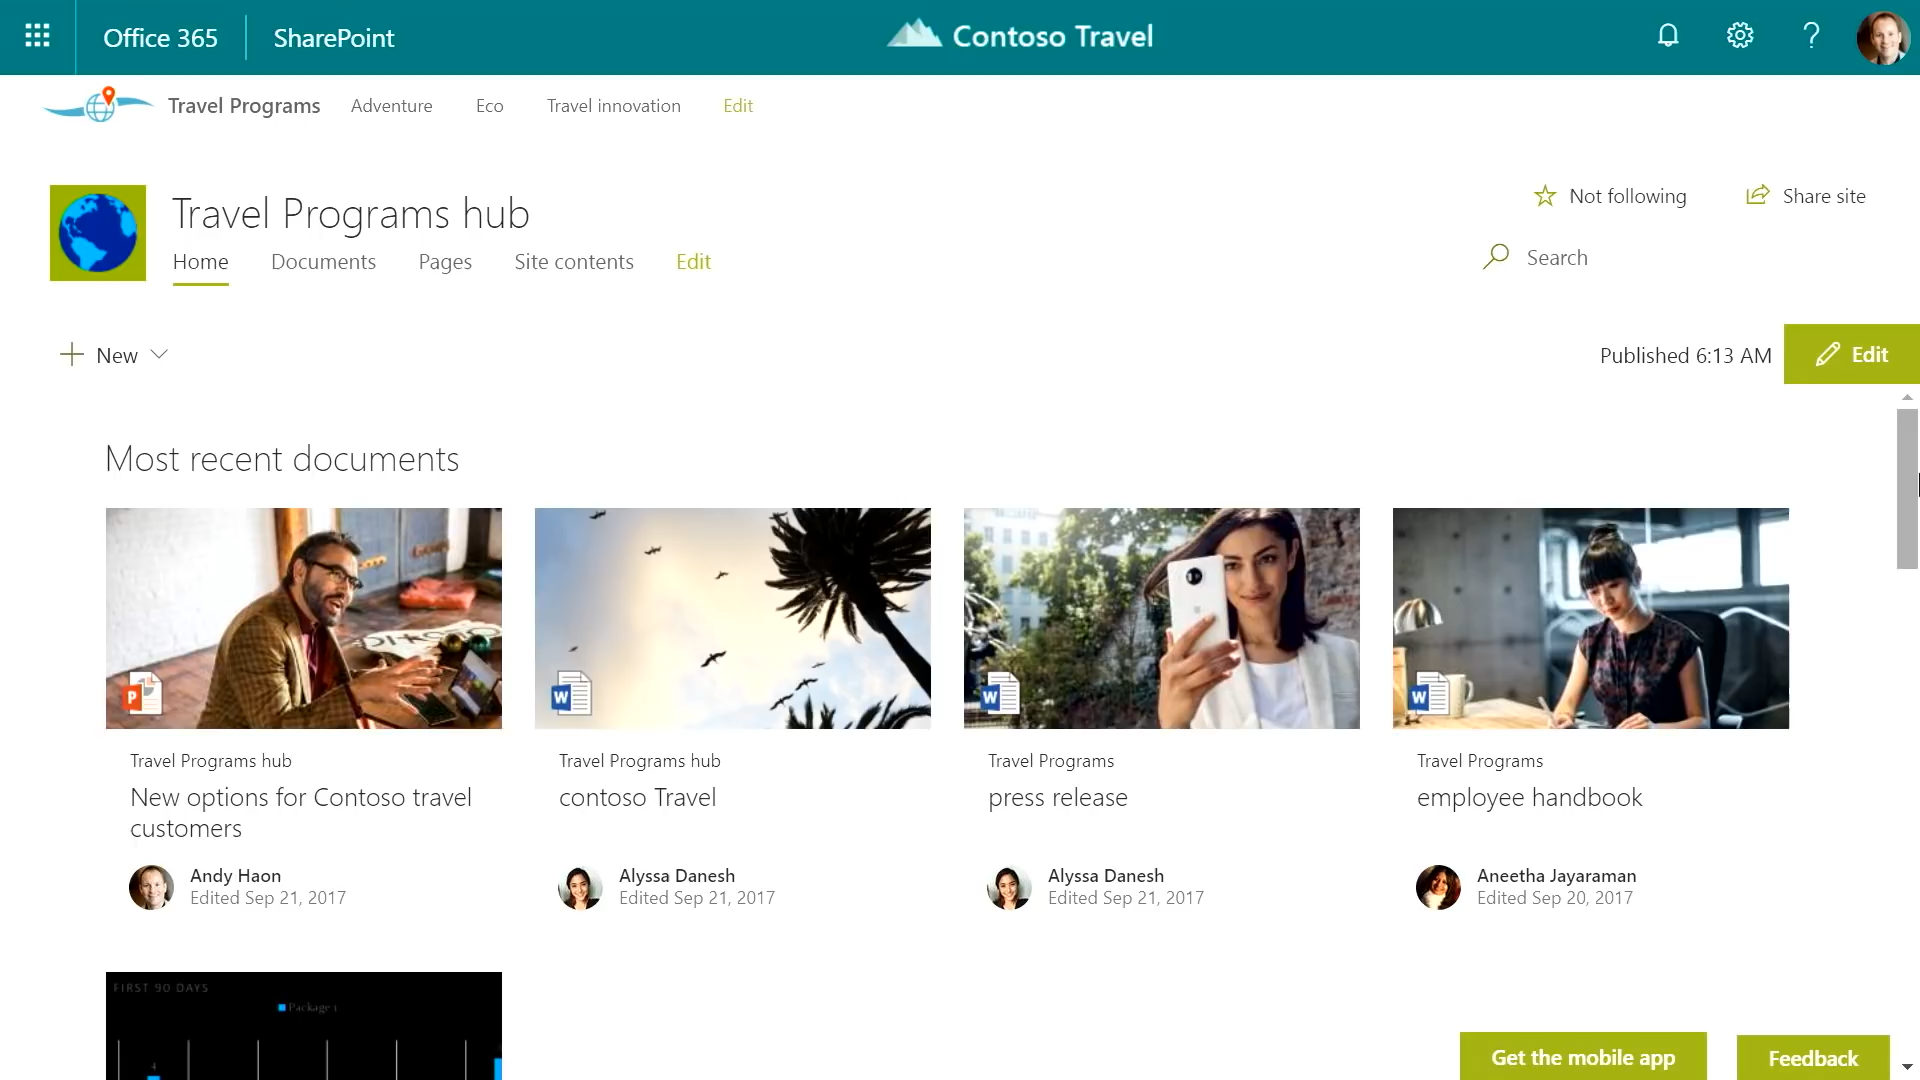 Office 365
SharePoint
Contoso Travel
Travel Programs
Adventure
Eco
Travel innovation
Edit
Travel Programs hub
Not following
Share site
Home
Documents
Pages
Site contents
Edit
Search
New
Published 6:13 AM
Edit
Most recent documents
Travel Programs hub
New options for Contoso travel
customers
Andy Haon
Edited Sep 21, 2017
Travel Programs hub
contoso Travel
Alyssa Danesh
Edited Sep 21, 2017
Travel Programs
press release
Alyssa Danesh
Edited Sep 21, 2017
Travel Programs
employee handbook
Aneetha Jayaraman
Edited Sep 20, 2017
FIRST 90 DAYS
Package 1
4
Get the mobile app
Feedback